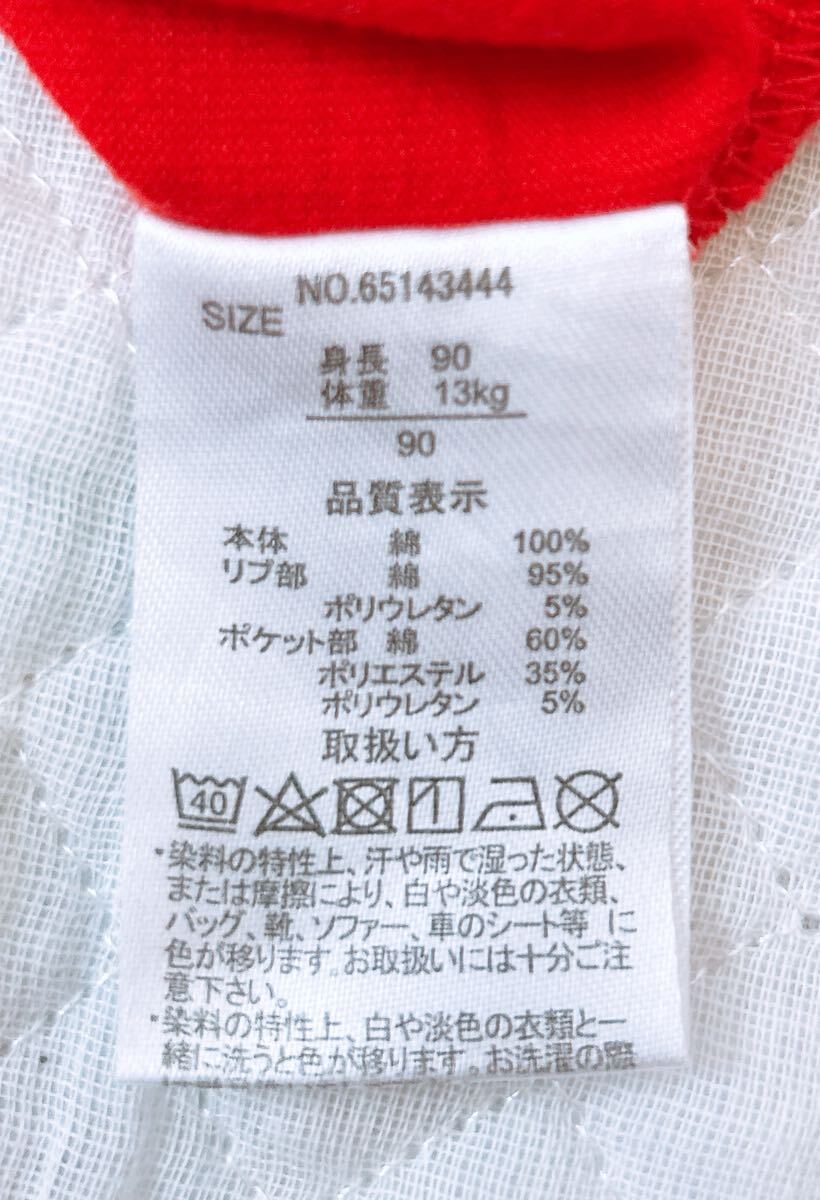 NO.65143444
SIZE
身長 90
体重 13kg
90
品質表示
本体 綿 100%
リブ部 綿 95%
ポリウレタン 5%
ポケット部 綿 60%
ポリエステル 35%
ポリウレタン 5%
取扱い方
40
*染料の特性上、汗や雨で湿った状態、
または摩擦により、白や淡色の衣類、
バッグ、靴、ソファー、車のシート等 に
色が移ります。お取扱いには十分ご注
意下さい。
*染料の特性上、白や淡色の衣類と一
緒に洗うと色が移ります。お洗濯の際